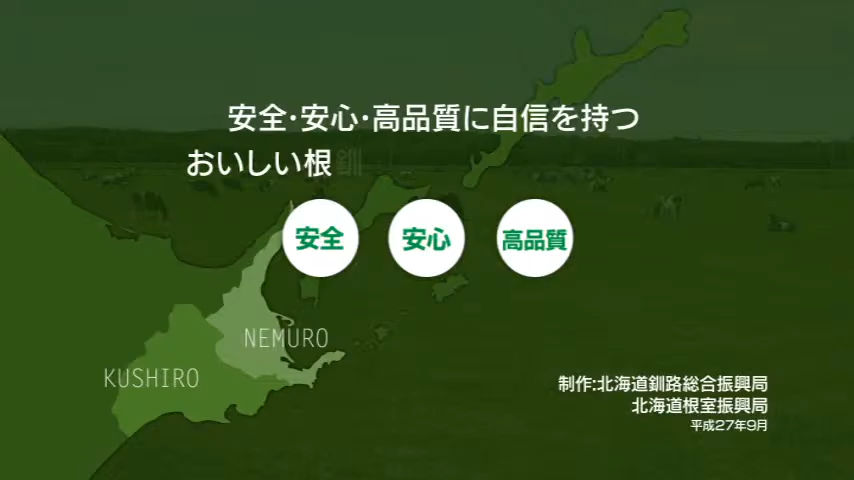 安全・安心・高品質に自信を持つ
おいしい根釧
安全
安心
高品質
NEMURO
KUSHIRO
制作:北海道釧路総合振興局
北海道根室振興局
平成27年9月